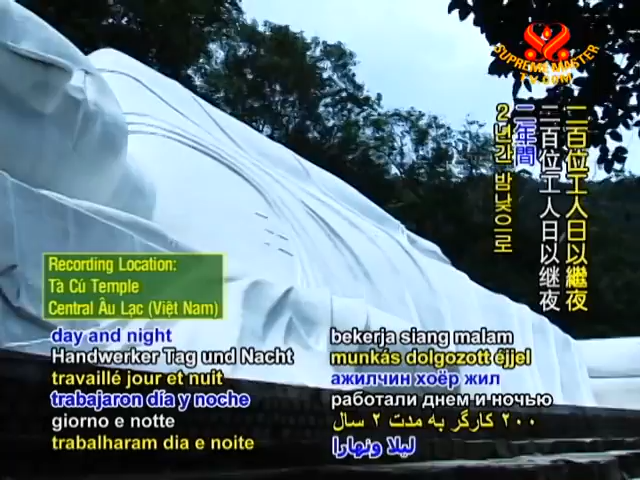 SUPREME MASTER
TV.COM
二百位工人日以繼夜
二百位工人日以继夜
二年間
2년간 밤낮으로
Recording Location:
Tà Cú Temple
Central Âu Lạc (Việt Nam)
day and night
Handwerker Tag und Nacht
travaillé jour et nuit
trabajaron día y noche
giorno e notte
trabalharam dia e noite
bekerja siang malam
munkás dolgozott éjjel
ажилчин хоёр жил
работали днем и ночью
۲۰۰ کارگر به مدت ۲ سال
ليلا ونهارا